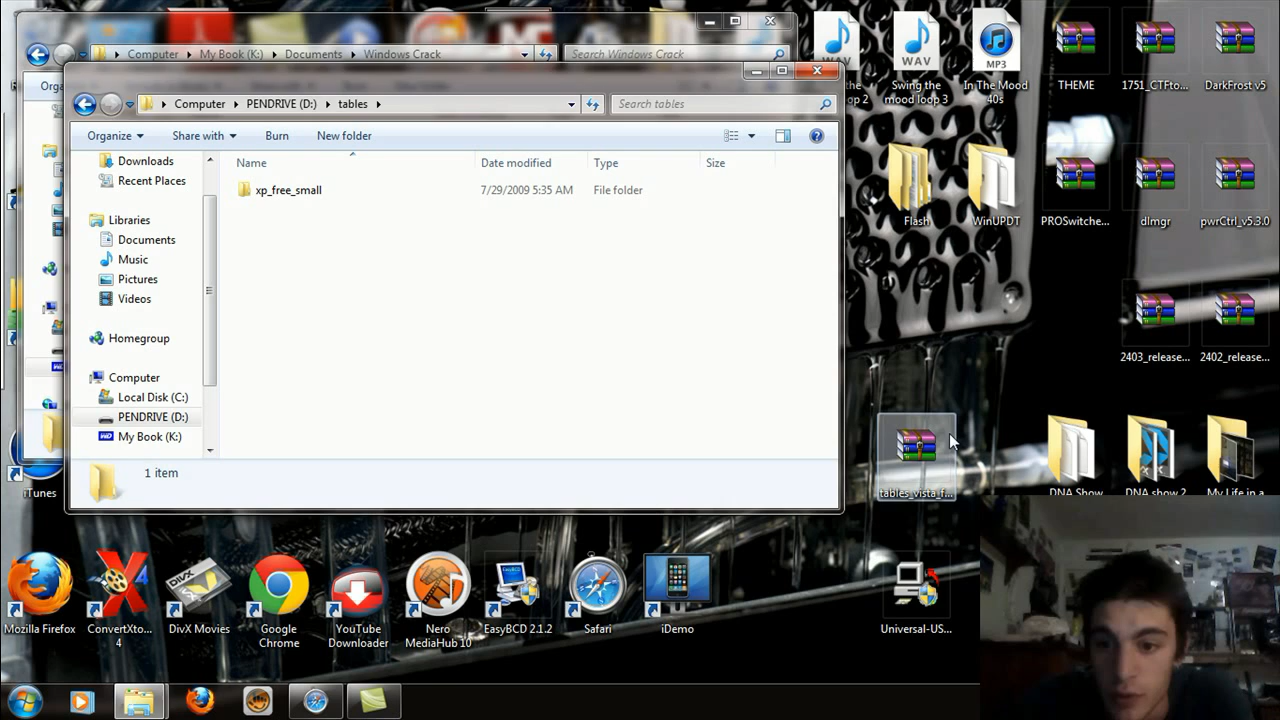 Computer
My Book (K:)
Documents
Windows Crack
Search Windows Crack
Computer
PENDRIVE (D:)
tables
Search tables
Organize
Share with
Burn
New folder
Name
Date modified
Type
Size
xp_free_small
7/29/2009 5:35 AM
File folder
Downloads
Recent Places
Libraries
Documents
Music
Pictures
Videos
Homegroup
Computer
Local Disk (C:)
PENDRIVE (D:)
My Book (K:)
1 item
WAV
WAV
MP3
the
loop 2
Swing the
mood loop 3
In The Mood
40s
THEME
1751_CTFto...
DarkFrost v5
Flash
WinUPDT
PROSwitche...
dlmgr
pwrCtrl_v5.3.0
2403_release...
2402_release...
tables_vista_f...
DNA Show
DNA show 2
My Life in a
iTunes
Mozilla Firefox
ConvertXto...
4
DivX Movies
Google
Chrome
YouTube
Downloader
Nero
MediaHub 10
EasyBCD 2.1.2
Safari
iDemo
Universal-US...